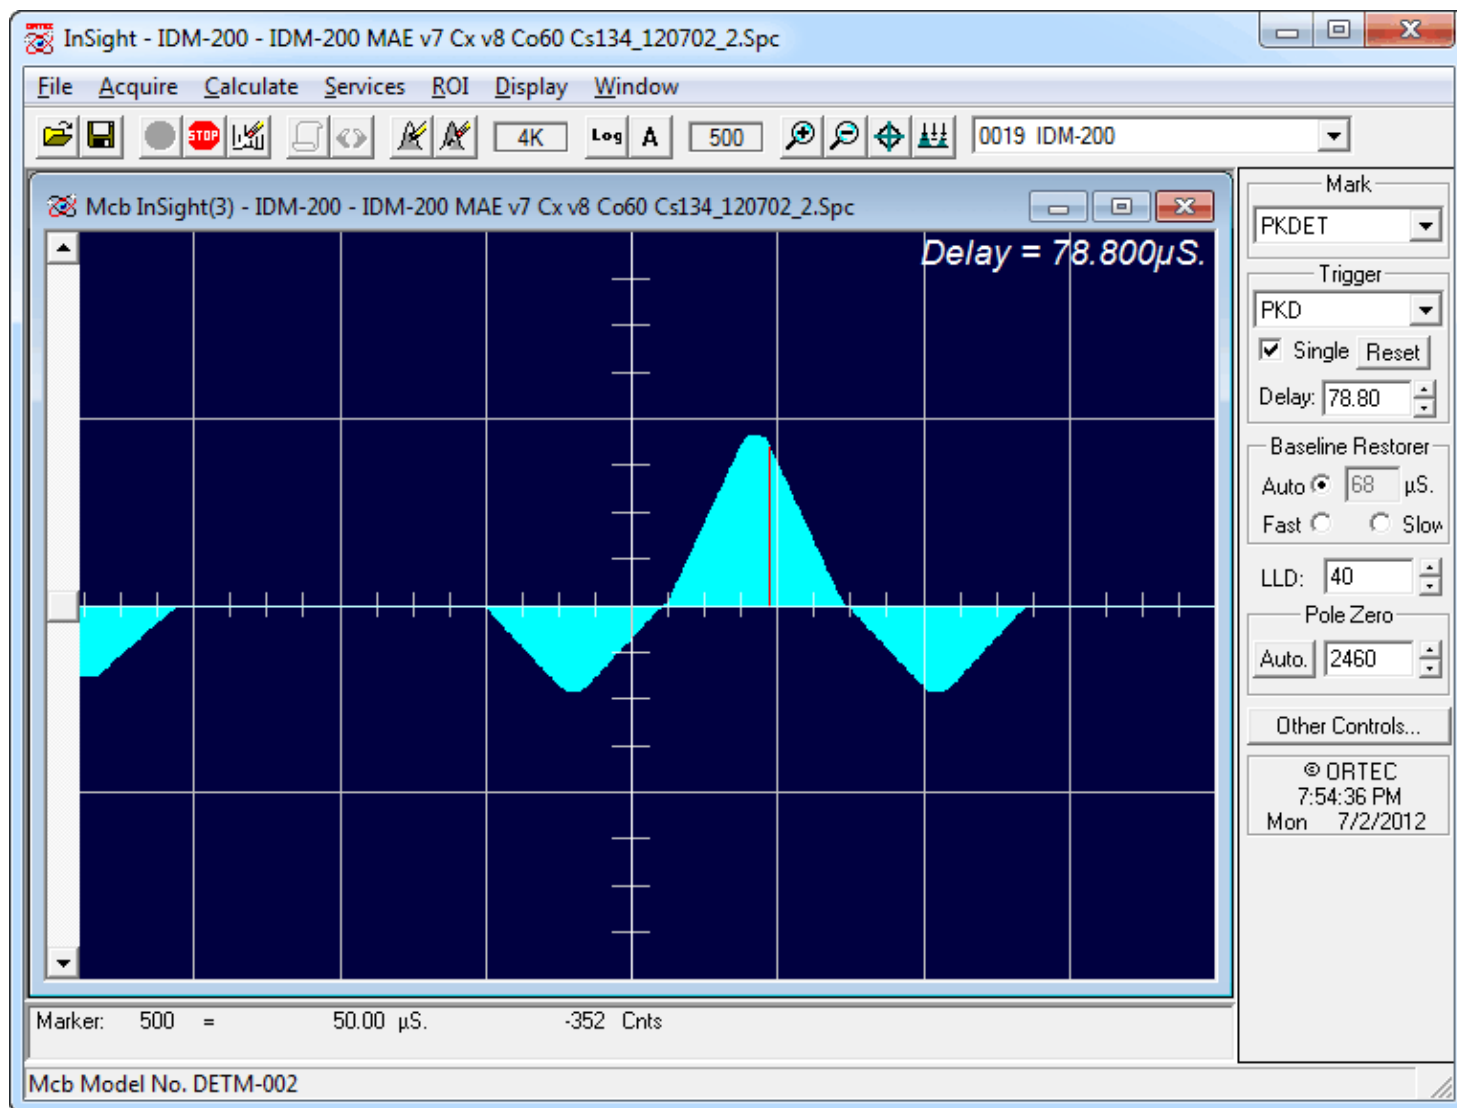 ORTEC
InSight - IDM-200 - IDM-200 MAE v7 Cx v8 Co60 Cs134_120702_2.Spc
File Acquire Calculate Services ROI Display Window
STOP 4K Log A 500 0019 IDM-200
Mcb InSight(3) - IDM-200 - IDM-200 MAE v7 Cx v8 Co60 Cs134_120702_2.Spc
Delay = 78.800µS.
Mark
PKDET
Trigger
PKD
Single Reset
Delay: 78.80
Baseline Restorer
Auto 68 µS.
Fast Slow
LLD: 40
Pole Zero
Auto. 2460
Other Controls...
© ORTEC
7:54:36 PM
Mon 7/2/2012
Marker: 500 = 50.00 µS. -352 Cnts
Mcb Model No. DETM-002